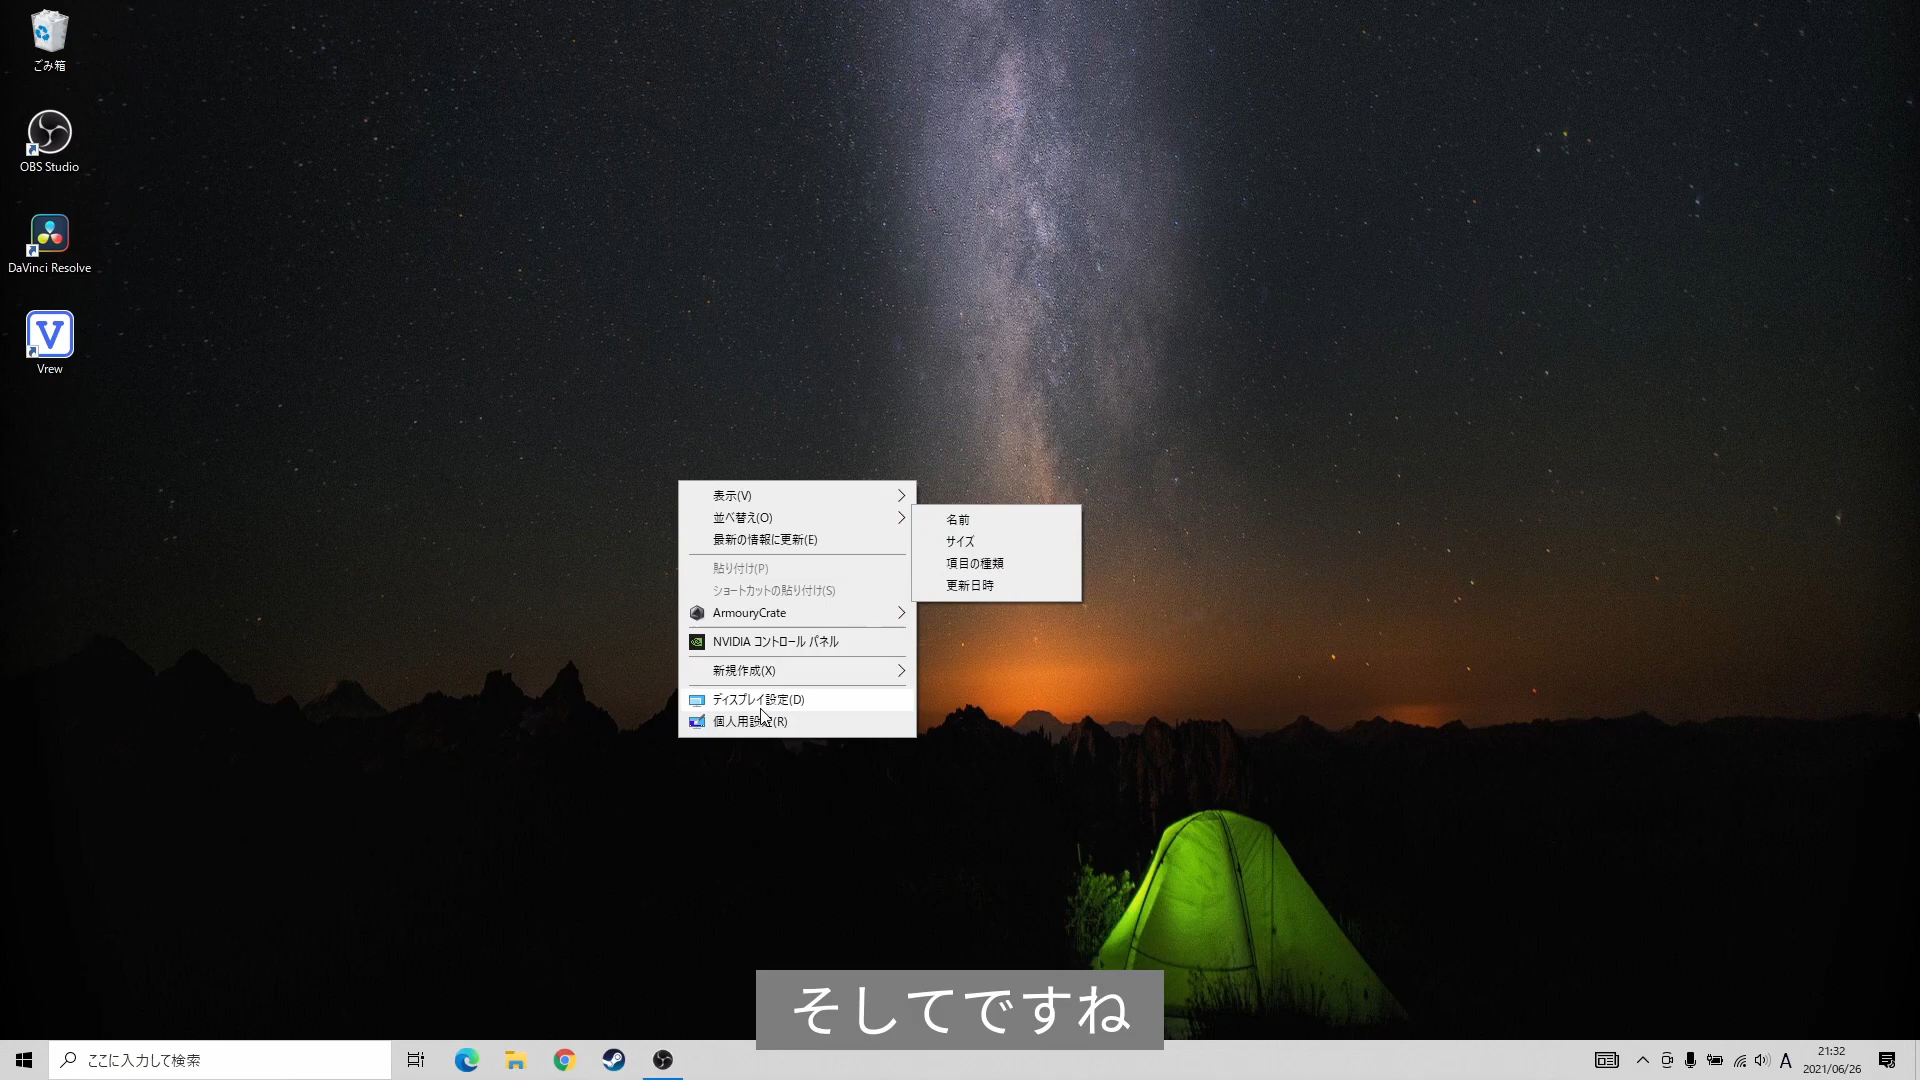 ごみ箱
OBS Studio
DaVinci Resolve
Vrew
表示(V)
並べ替え(O)
最新の情報に更新(E)
貼り付け(P)
ショートカットの貼り付け(S)
ArmouryCrate
NVIDIA コントロール パネル
新規作成(X)
ディスプレイ設定(D)
個人用設定(R)
名前
サイズ
項目の種類
更新日時
そしてですね
ここに入力して検索
A
21:32
2021/06/26